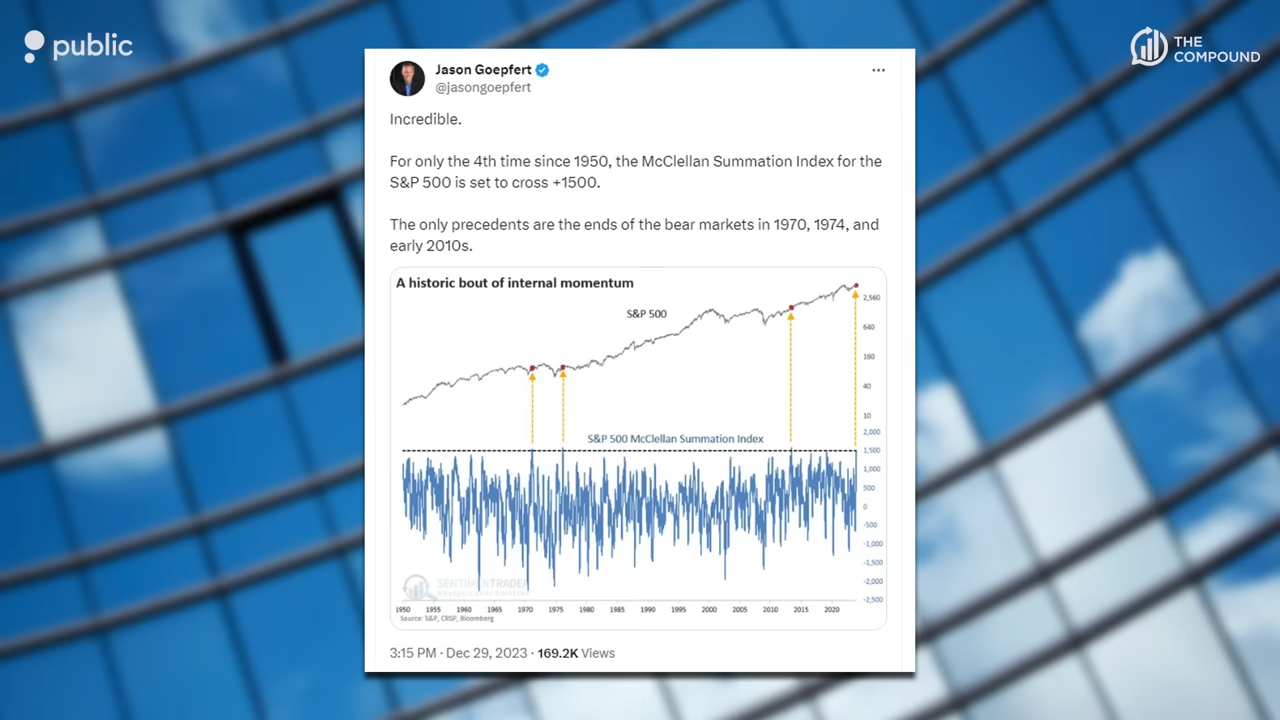 public
THE
COMPOUND
Jason Goepfert
@jasongoepfert
Incredible.
For only the 4th time since 1950, the McClellan Summation Index for the
S&P 500 is set to cross +1500.
The only precedents are the ends of the bear markets in 1970, 1974, and
early 2010s.
A historic bout of internal momentum
S&P 500
2,560
640
160
40
10
2,000
S&P 500 McClellan Summation Index
1,500
1,000
500
0
-500
-1,000
-1,500
-2,000
-2,500
SENTIMENTRADER
Analysis over Emotion
1950 1955 1960 1965 1970 1975 1980 1985 1990 1995 2000 2005 2010 2015 2020
Source: S&P, CRSP, Bloomberg
3:15 PM · Dec 29, 2023 · 169.2K Views